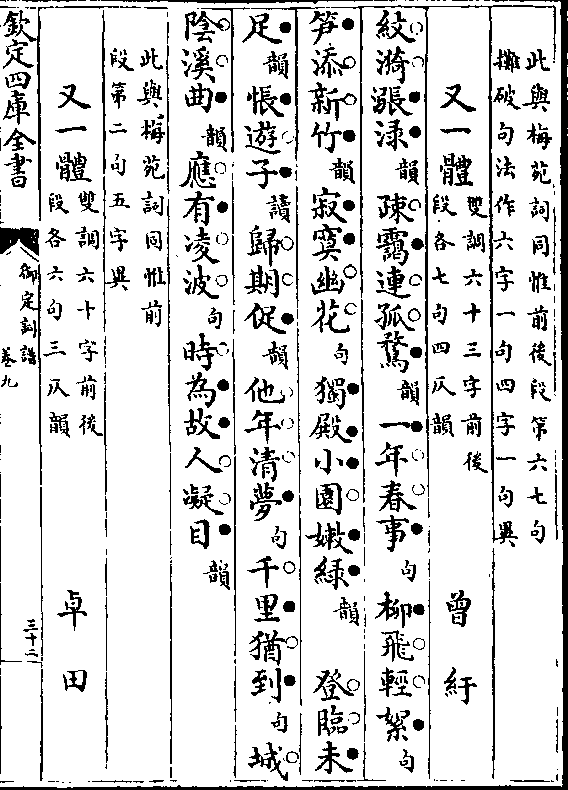 此與梅苑詞同惟前後段第六七句
攤破句法作六字一句四字一句異
又一體 雙調六十三字前後
段各七句四仄韻 曾紆
紋漪漲淥韻疎靄連孤鶩韻一年春事句柳飛輕絮句
笋添新竹韻寂寞幽花句獨殿小園嫩綠韻 登臨未
足韻悵遊子讀歸期促韻他年清夢句千里猶到句城
陰溪曲韻應有凌波句時為故人凝目韻
此與梅苑詞同惟前
段第二句五字異
又一體 雙調六十字前後
段各六句三仄韻 卓田
欽定四庫全書
御定詞譜
卷九
三十二